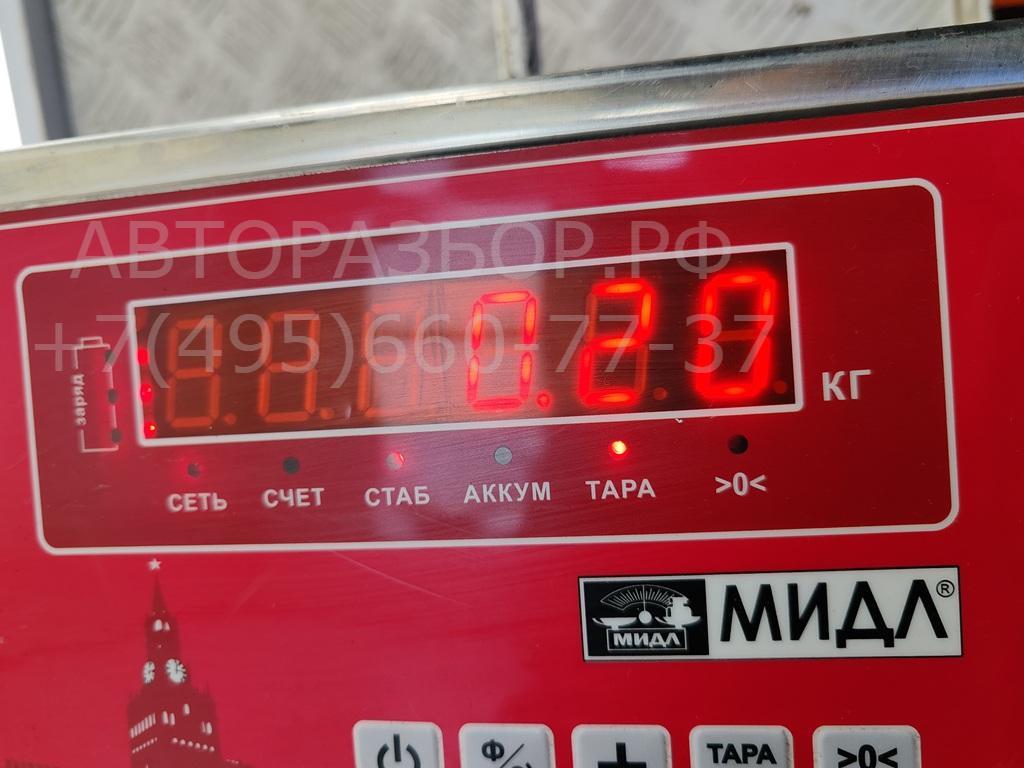 АВТОРАЗБОР.РФ
+7(495)660-77-37
заряд
0.20 КГ
СЕТЬ СЧЕТ СТАБ АККУМ ТАРА >0<
МИДЛ МИДЛ®
ТАРА >0<